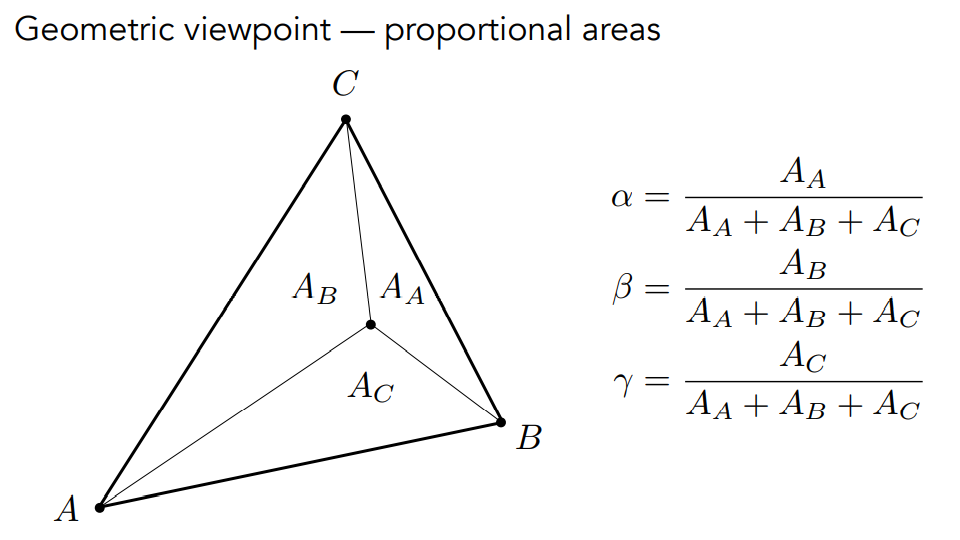 Geometric viewpoint — proportional areas
C
α = A_A / (A_A + A_B + A_C)
A_B A_A
β = A_B / (A_A + A_B + A_C)
A_C
γ = A_C / (A_A + A_B + A_C)
B
A